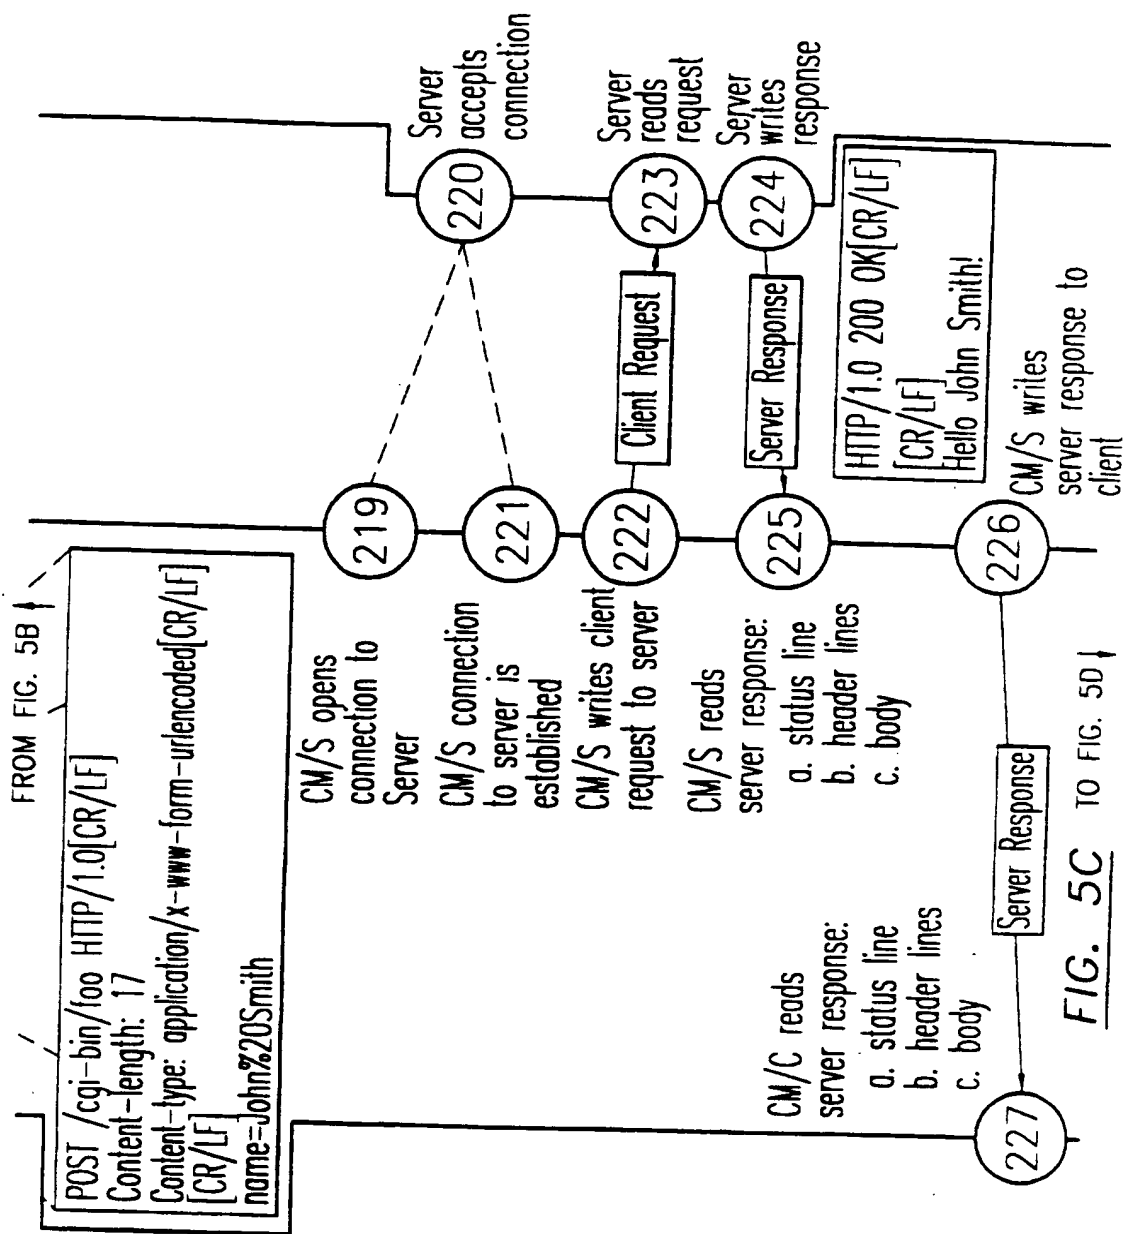 FROM FIG. 5B
POST /cgi-bin/foo HTTP/1.0[CR/LF]
Content-length: 17
Content-type: application/x-www-form-urlencoded[CR/LF]
[CR/LF]
name=John%20Smith
CM/S opens
connection to
Server
219
220
Server
accepts
connection
CM/S connection
to server is
established
221
CM/S writes client
request to server
222
Client Request
223
Server
reads
request
CM/S reads
server response:
a. status line
b. header lines
c. body
225
Server Response
224
Server
writes
response
HTTP/1.0 200 OK[CR/LF]
[CR/LF]
Hello John Smith!
CM/C reads
server response:
a. status line
b. header lines
c. body
227
Server Response
226
CM/S writes
server response to
client
FIG. 5C
TO FIG. 5D